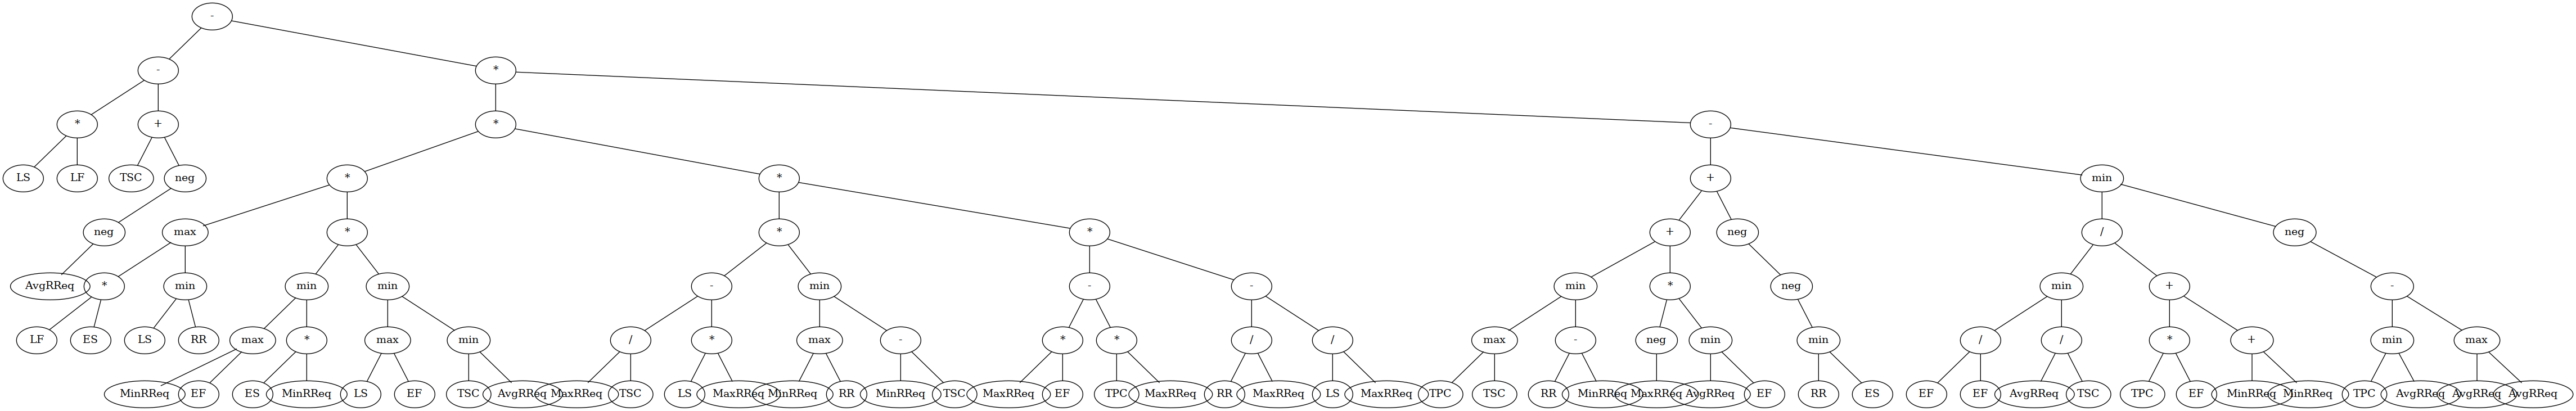 -
- *
* + * -
LS LF TSC neg * * + min
neg max * * * + neg / neg
AvgRReq * min min min - min - - min * neg min + -
LF ES LS RR max * max min / * max - * * / / max - neg min min / / * + min max
MinRReq EF ES MinRReq LS EF TSC AvgRReq MaxRReq TSC LS MaxRReq MinRReq RR MinRReq TSC MaxRReq EF TPC MaxRReq RR MaxRReq LS MaxRReq TPC TSC RR MinRReq MaxRReq AvgRReq EF RR ES EF EF AvgRReq TSC TPC EF MinRReq MinRReq TPC AvgRReq AvgRReq AvgRReq